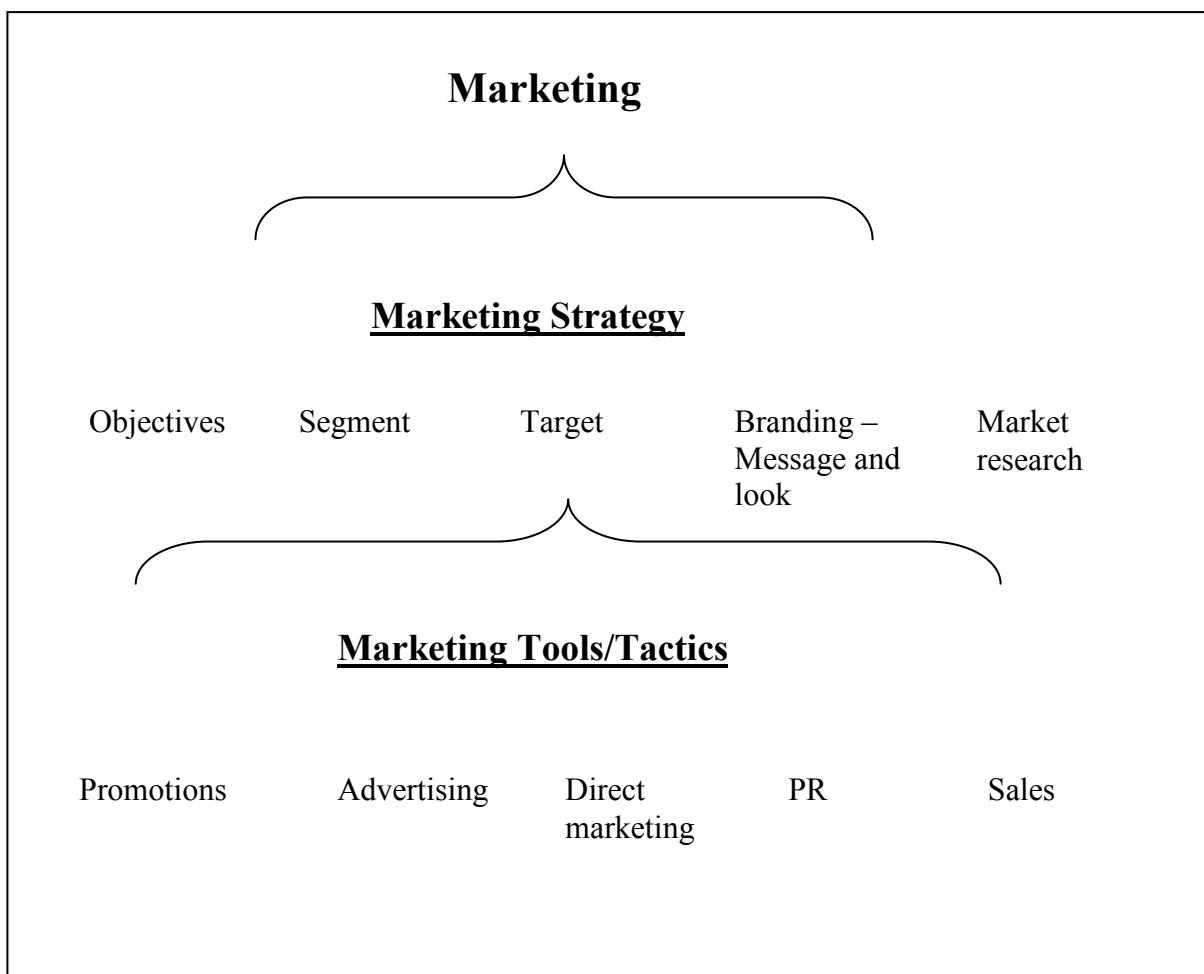 Marketing
Marketing Strategy
Objectives
Segment
Target
Branding –
Message and
look
Market
research
Marketing Tools/Tactics
Promotions
Advertising
Direct
marketing
PR
Sales